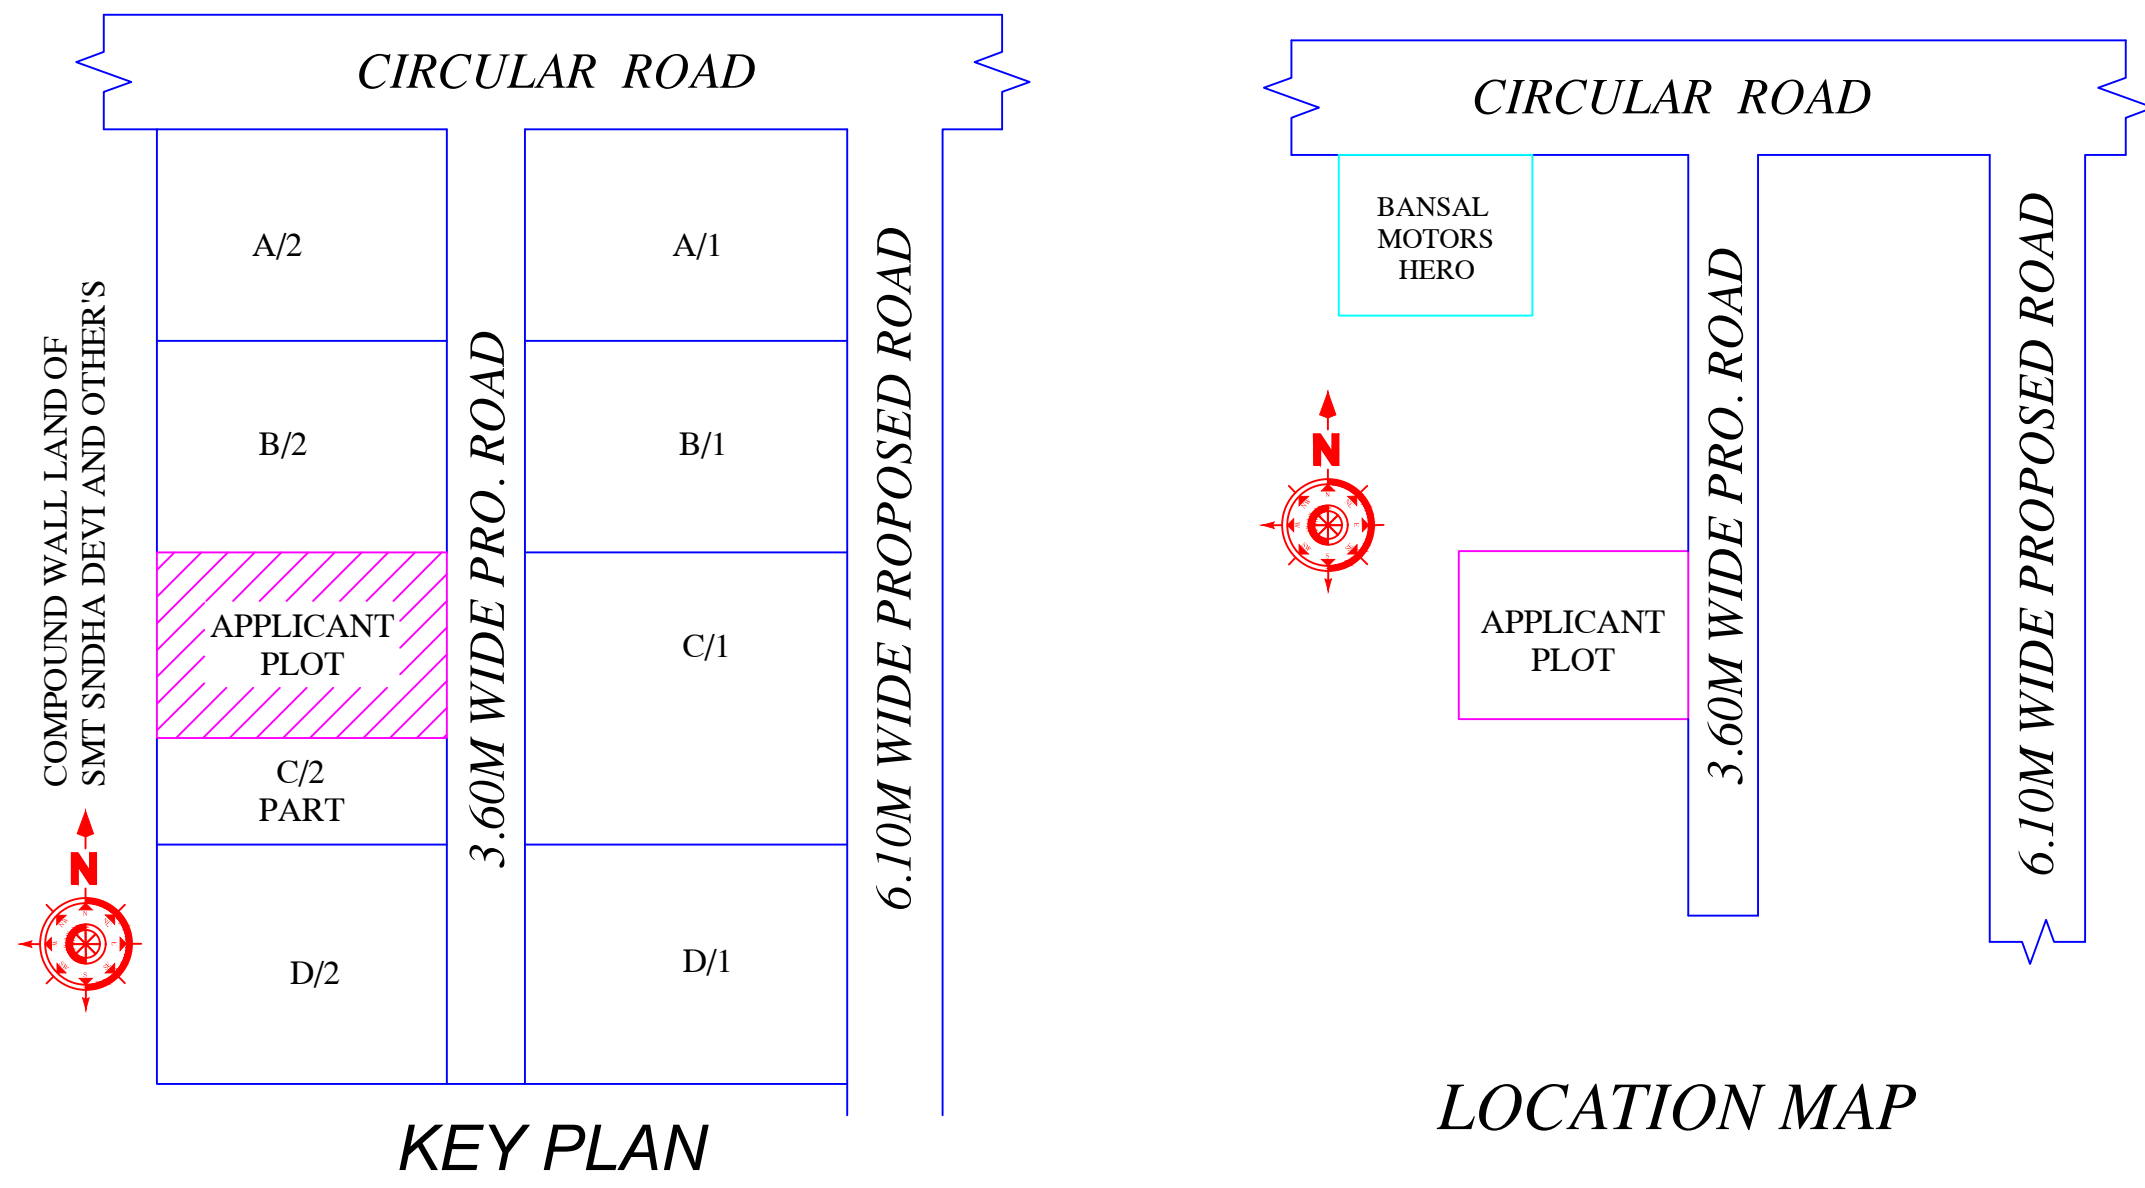 CIRCULAR ROAD
A/2
A/1
B/2
B/1
APPLICANT
PLOT
C/1
C/2
PART
D/2
D/1
3.60M WIDE PRO. ROAD
6.10M WIDE PROPOSED ROAD
COMPOUND WALL LAND OF
SMT SNDHA DEVI AND OTHER'S
N
KEY PLAN
CIRCULAR ROAD
BANSAL
MOTORS
HERO
N
APPLICANT
PLOT
3.60M WIDE PRO. ROAD
6.10M WIDE PROPOSED ROAD
LOCATION MAP